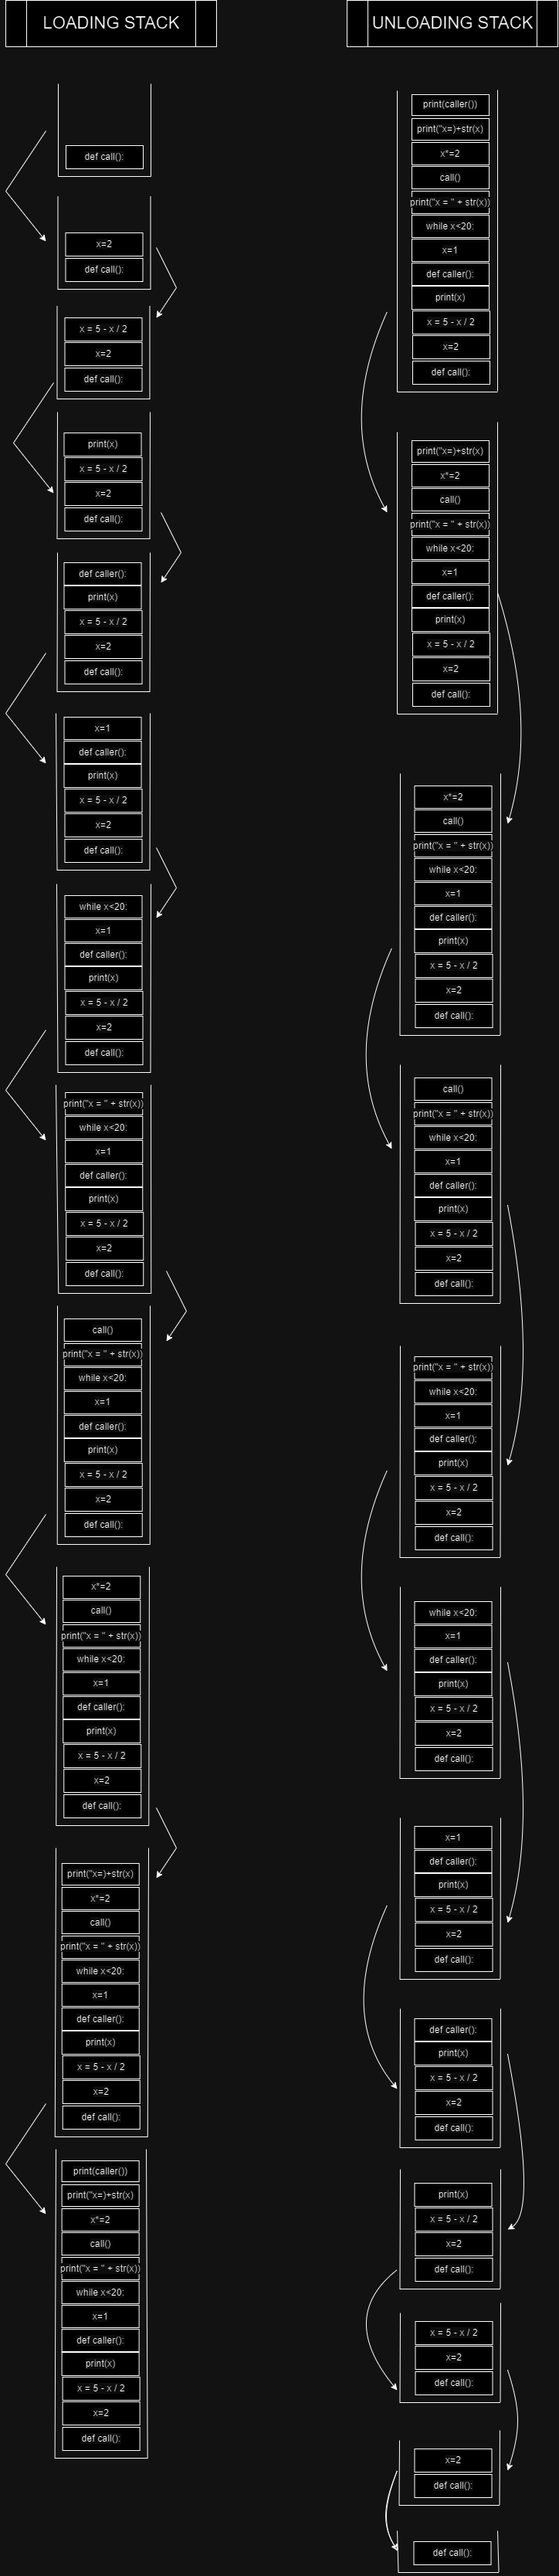 LOADING STACK
def call():
x=2
def call():
x = 5 - x / 2
x=2
def call():
print(x)
x = 5 - x / 2
x=2
def call():
def caller():
print(x)
x = 5 - x / 2
x=2
def call():
x=1
def caller():
print(x)
x = 5 - x / 2
x=2
def call():
while x<20:
x=1
def caller():
print(x)
x = 5 - x / 2
x=2
def call():
print("x = " + str(x))
while x<20:
x=1
def caller():
print(x)
x = 5 - x / 2
x=2
def call():
call()
print("x = " + str(x))
while x<20:
x=1
def caller():
print(x)
x = 5 - x / 2
x=2
def call():
x*=2
call()
print("x = " + str(x))
while x<20:
x=1
def caller():
print(x)
x = 5 - x / 2
x=2
def call():
print("x=)+str(x)
x*=2
call()
print("x = " + str(x))
while x<20:
x=1
def caller():
print(x)
x = 5 - x / 2
x=2
def call():
print(caller())
print("x=)+str(x)
x*=2
call()
print("x = " + str(x))
while x<20:
x=1
def caller():
print(x)
x = 5 - x / 2
x=2
def call():
UNLOADING STACK
print(caller())
print("x=)+str(x)
x*=2
call()
print("x = " + str(x))
while x<20:
x=1
def caller():
print(x)
x = 5 - x / 2
x=2
def call():
print("x=)+str(x)
x*=2
call()
print("x = " + str(x))
while x<20:
x=1
def caller():
print(x)
x = 5 - x / 2
x=2
def call():
x*=2
call()
print("x = " + str(x))
while x<20:
x=1
def caller():
print(x)
x = 5 - x / 2
x=2
def call():
call()
print("x = " + str(x))
while x<20:
x=1
def caller():
print(x)
x = 5 - x / 2
x=2
def call():
print("x = " + str(x))
while x<20:
x=1
def caller():
print(x)
x = 5 - x / 2
x=2
def call():
while x<20:
x=1
def caller():
print(x)
x = 5 - x / 2
x=2
def call():
x=1
def caller():
print(x)
x = 5 - x / 2
x=2
def call():
def caller():
print(x)
x = 5 - x / 2
x=2
def call():
print(x)
x = 5 - x / 2
x=2
def call():
x = 5 - x / 2
x=2
def call():
x=2
def call():
def call():